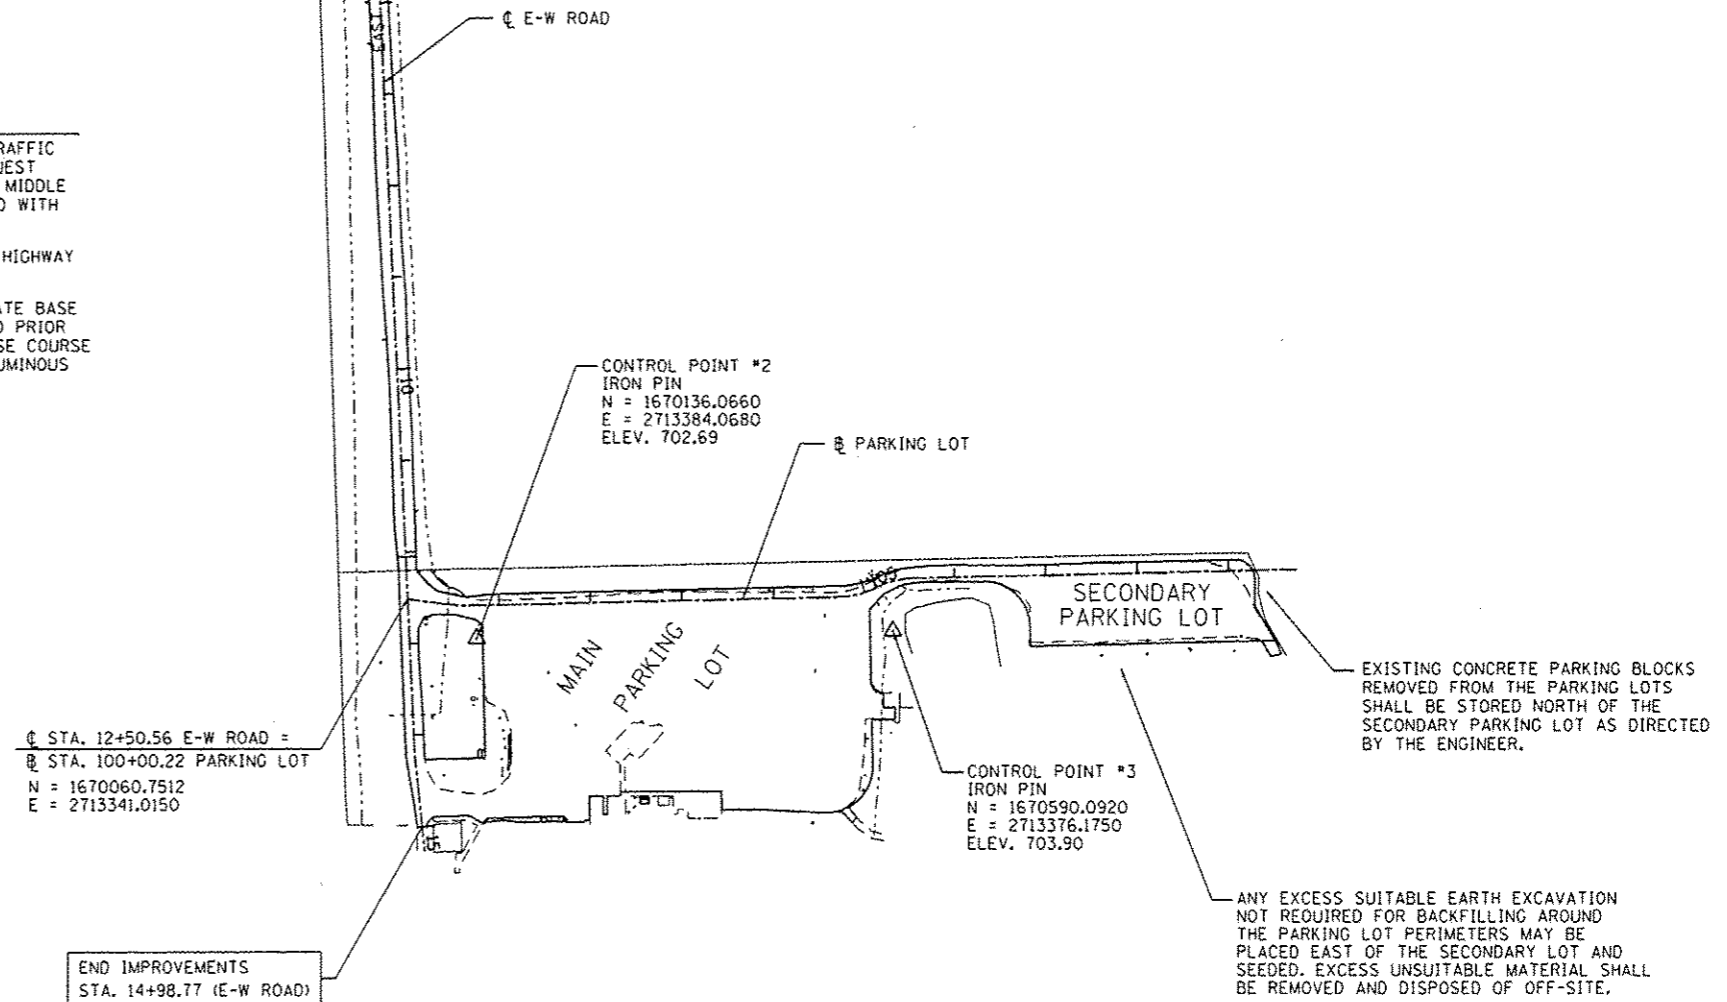 ℄ E-W ROAD
EAST
RAFFIC
MIDDLE
WITH
HIGHWAY
BASE
PRIOR
COURSE
CONTROL POINT #2
IRON PIN
N = 1670136.0660
E = 2713384.0680
ELEV. 702.69
PARKING LOT
110
105
SECONDARY
PARKING LOT
MAIN
PARKING
LOT
EXISTING CONCRETE PARKING BLOCKS
REMOVED FROM THE PARKING LOTS
SHALL BE STORED NORTH OF THE
SECONDARY PARKING LOT AS DIRECTED
BY THE ENGINEER.
℄ STA. 12+50.56 E-W ROAD =
STA. 100+00.22 PARKING LOT
N = 1670060.7512
E = 2713341.0150
CONTROL POINT #3
IRON PIN
N = 1670590.0920
E = 2713376.1750
ELEV. 703.90
ANY EXCESS SUITABLE EARTH EXCAVATION
NOT REQUIRED FOR BACKFILLING AROUND
THE PARKING LOT PERIMETERS MAY BE
PLACED EAST OF THE SECONDARY LOT AND
SEEDED. EXCESS UNSUITABLE MATERIAL SHALL
BE REMOVED AND DISPOSED OF OFF-SITE.
END IMPROVEMENTS
STA. 14+98.77 (E-W ROAD)